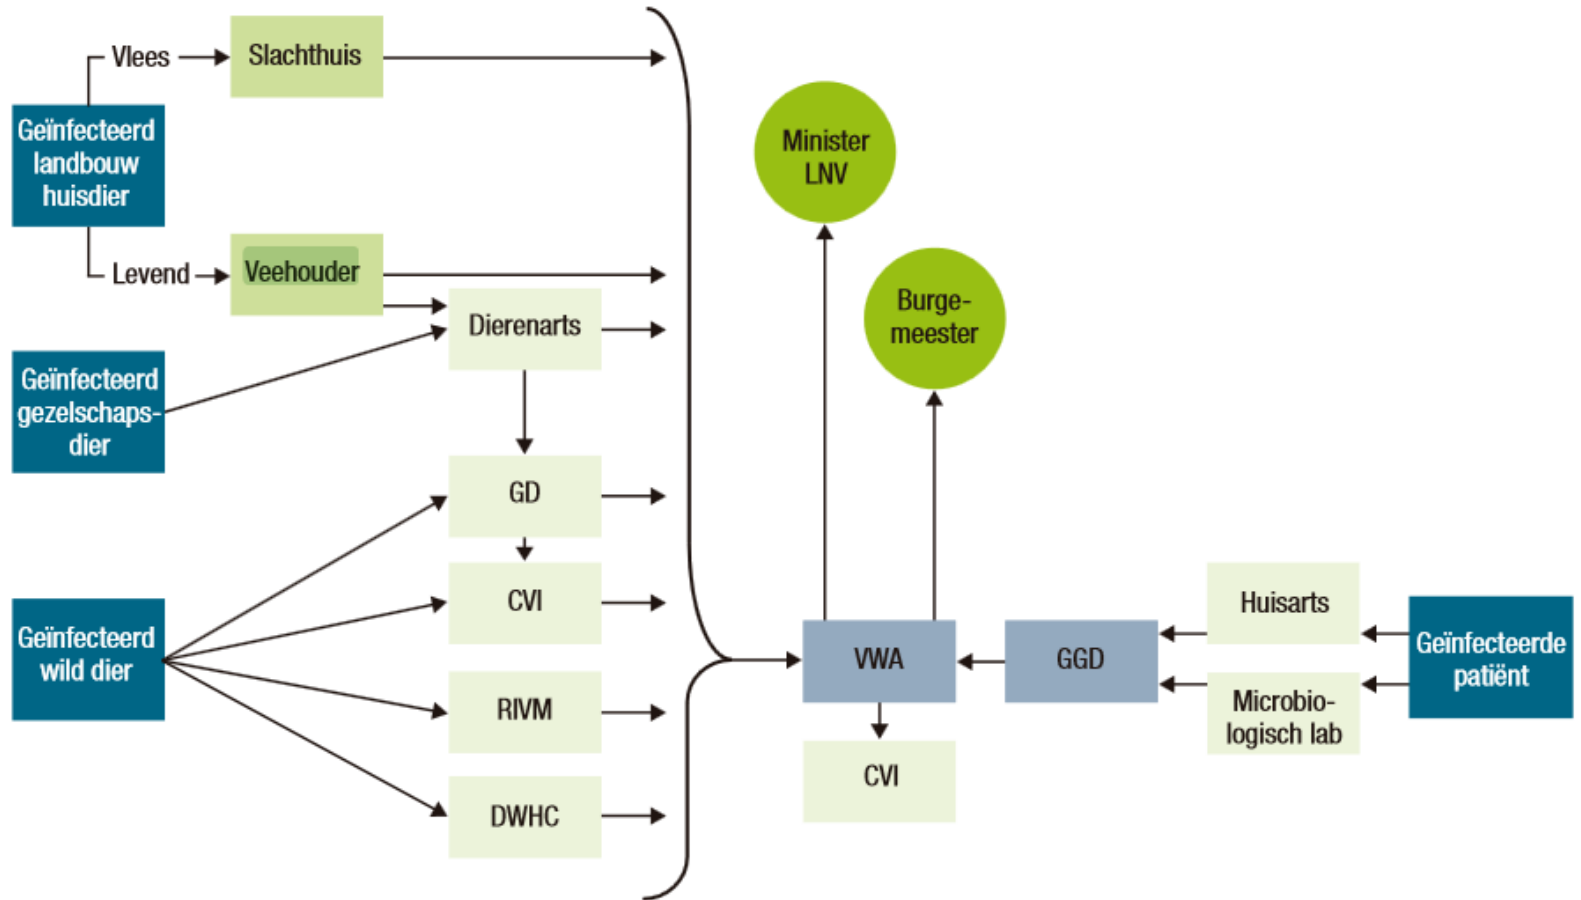 Vlees
Slachthuis
Geïnfecteerd
landbouw
huisdier
Levend
Veehouder
Dierenarts
Geïnfecteerd
gezelschaps-
dier
GD
CVI
Geïnfecteerd
wild dier
RIVM
DWHC
Minister
LNV
Burge-
meester
VWA
CVI
GGD
Huisarts
Microbio-
logisch lab
Geïnfecteerde
patiënt